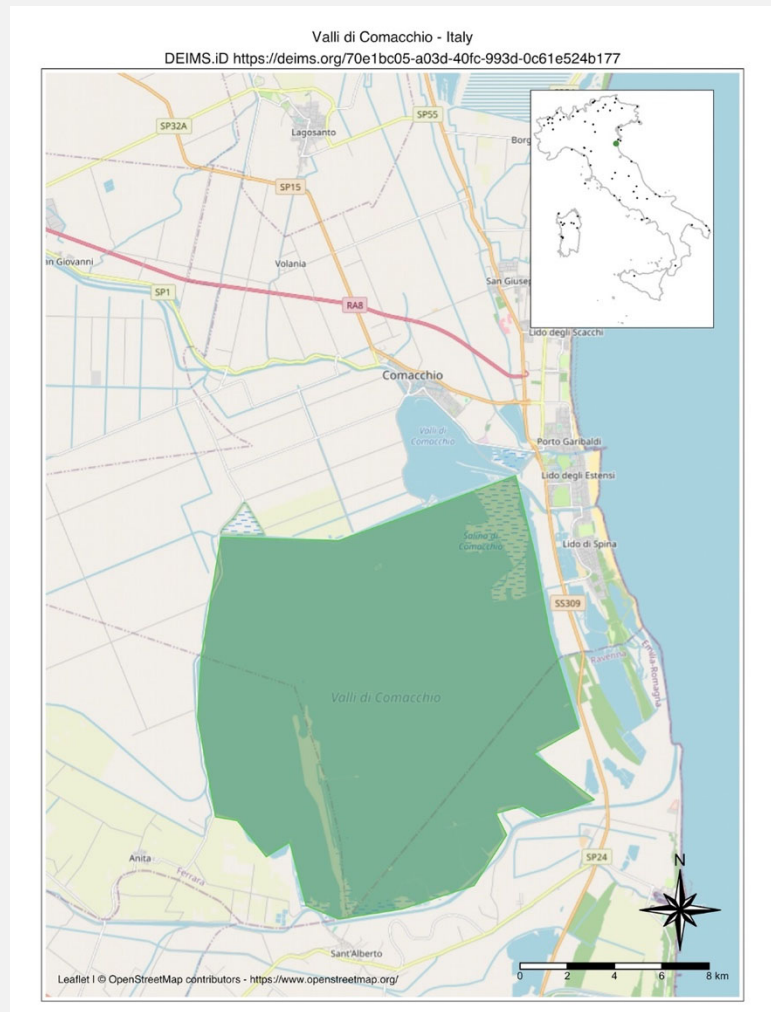 Valli di Comacchio - Italy
DEIMS.iD https://deims.org/70e1bc05-a03d-40fc-993d-0c61e524b177
SP32A
Lagosanto
SP55
Borg
SP15
n Giovanni
Volania
San Giusep
SP1
RA8
Lido degli Scacchi
Comacchio
Valli di
Comacchio
Porto Garibaldi
Lido degli Estensi
Salina di
Comacchio
Lido di Spina
SS309
Ravenna
Emilia-Romagna
Valli di Comacchio
Anita
Ferrara
SP24
N
Sant'Alberto
0 2 4 6 8 km
Leaflet | © OpenStreetMap contributors - https://www.openstreetmap.org/